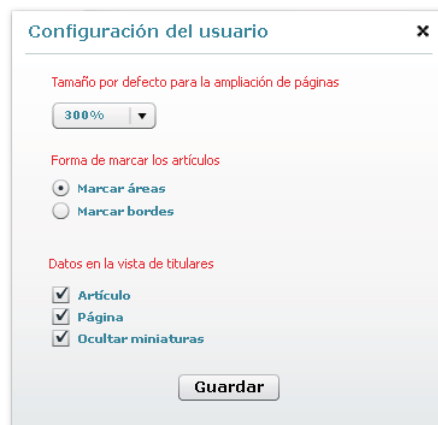 Configuración del usuario
Tamaño por defecto para la ampliación de páginas
300%
Forma de marcar los artículos
Marcar áreas
Marcar bordes
Datos en la vista de titulares
Artículo
Página
Ocultar miniaturas
Guardar